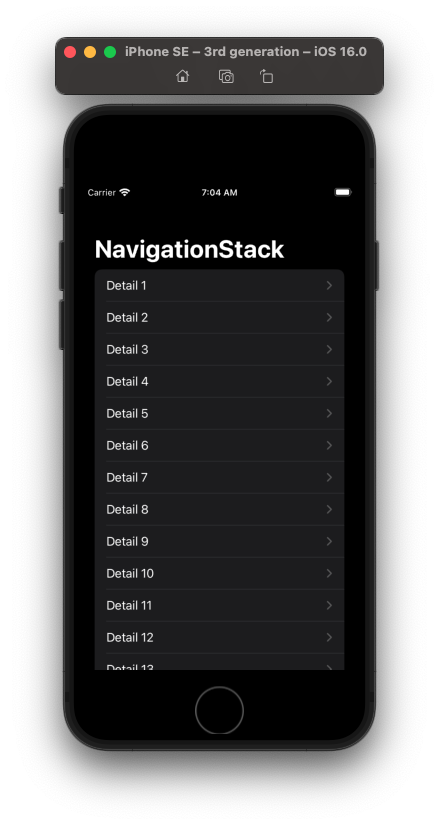 iPhone SE – 3rd generation – iOS 16.0
Carrier 7:04 AM
NavigationStack
Detail 1
Detail 2
Detail 3
Detail 4
Detail 5
Detail 6
Detail 7
Detail 8
Detail 9
Detail 10
Detail 11
Detail 12
Detail 13